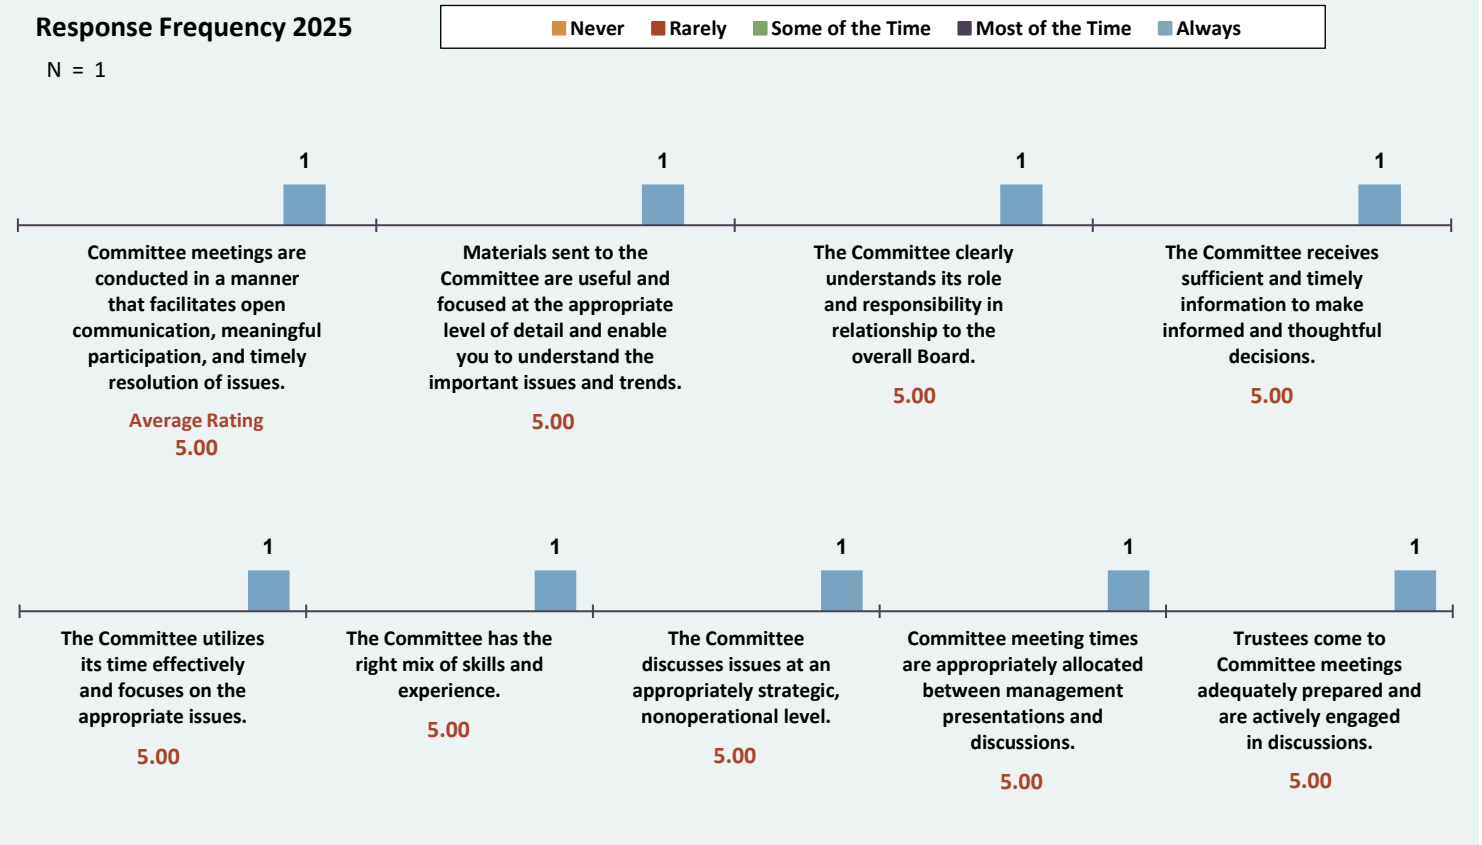 Response Frequency 2025
Never Rarely Some of the Time Most of the Time Always
N = 1
1
1
1
1
Committee meetings are
conducted in a manner
that facilitates open
communication, meaningful
participation, and timely
resolution of issues.
Average Rating
5.00
Materials sent to the
Committee are useful and
focused at the appropriate
level of detail and enable
you to understand the
important issues and trends.
5.00
The Committee clearly
understands its role
and responsibility in
relationship to the
overall Board.
5.00
The Committee receives
sufficient and timely
information to make
informed and thoughtful
decisions.
5.00
1
1
1
1
1
The Committee utilizes
its time effectively
and focuses on the
appropriate issues.
5.00
The Committee has the
right mix of skills and
experience.
5.00
The Committee
discusses issues at an
appropriately strategic,
nonoperational level.
5.00
Committee meeting times
are appropriately allocated
between management
presentations and
discussions.
5.00
Trustees come to
Committee meetings
adequately prepared and
are actively engaged
in discussions.
5.00